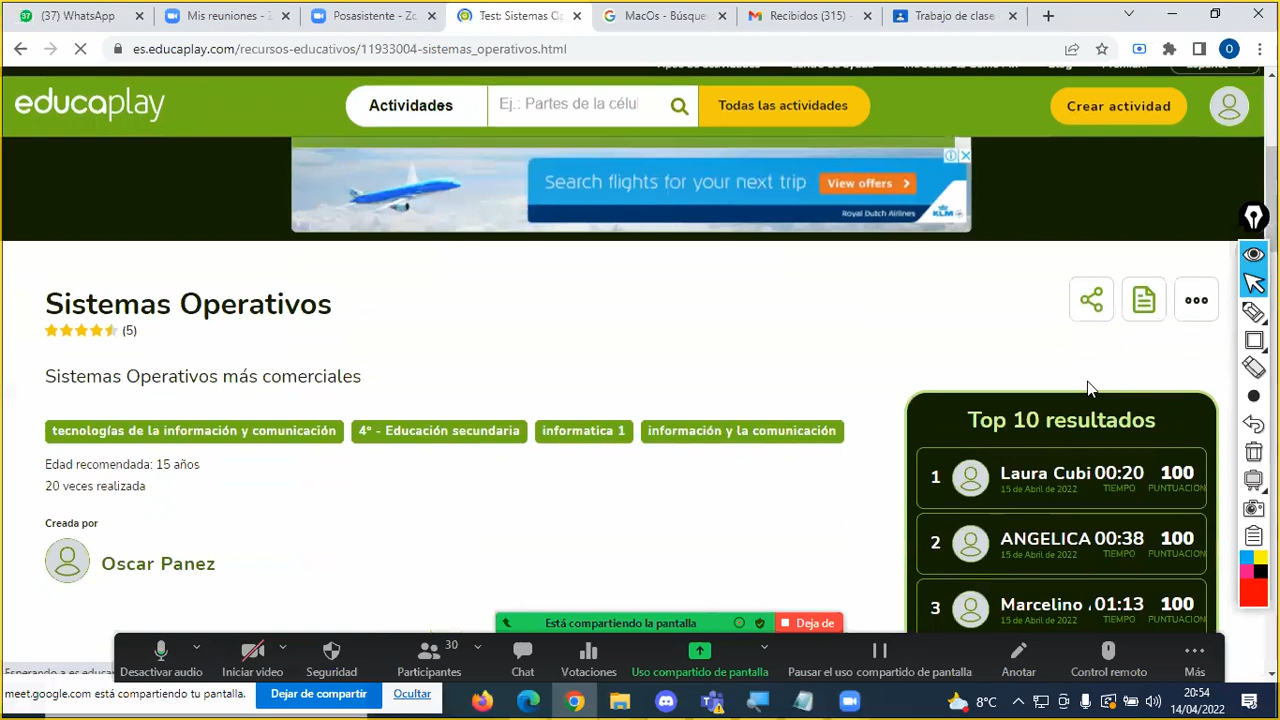 (37) WhatsApp
Mis reuniones - Z
Posasistente - Zo
Test: Sistemas Op
MacOs - Búsque
Recibidos (315) -
Trabajo de clase
es.educaplay.com/recursos-educativos/11933004-sistemas_operativos.html
educaplay
Actividades
Ej.: Partes de la célul
Todas las actividades
Crear actividad
Search flights for your next trip
View offers
Royal Dutch Airlines
KLM
Sistemas Operativos
(5)
Sistemas Operativos más comerciales
tecnologías de la información y comunicación
4º - Educación secundaria
informatica 1
información y la comunicación
Edad recomendada: 15 años
20 veces realizada
Creada por
Oscar Panez
Top 10 resultados
1 Laura Cubi 00:20 100
15 de Abril de 2022 TIEMPO PUNTUACION
2 ANGELICA 00:38 100
15 de Abril de 2022 TIEMPO PUNTUACION
3 Marcelino 01:13 100
15 de Abril de 2022 TIEMPO PUNTUACION
Está compartiendo la pantalla
Deja de
30
Desactivar audio
Iniciar video
Seguridad
Participantes
Chat
Votaciones
Uso compartido de pantalla
Pausar el uso compartido de pantalla
Anotar
Control remoto
Más
meet.google.com está compartiendo tu pantalla.
Dejar de compartir
Ocultar
8°C
20:54
14/04/2022